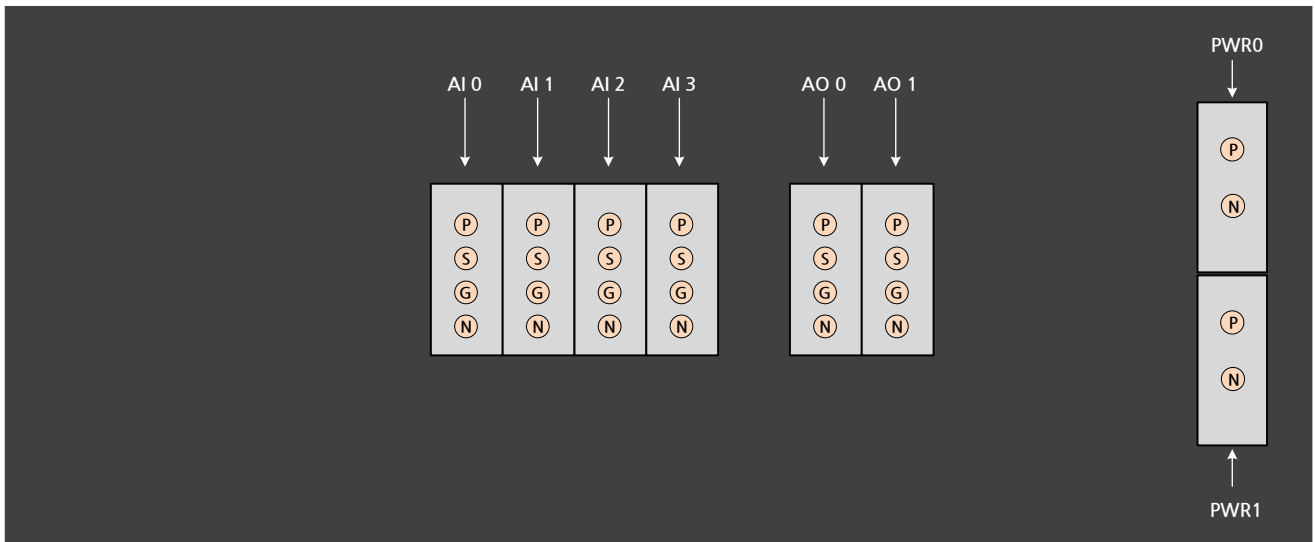 PWR0
AI 0 AI 1 AI 2 AI 3 AO 0 AO 1
P
N
P P P P P P
S S S S S S
G G G G G G
N N N N N N
P
N
PWR1